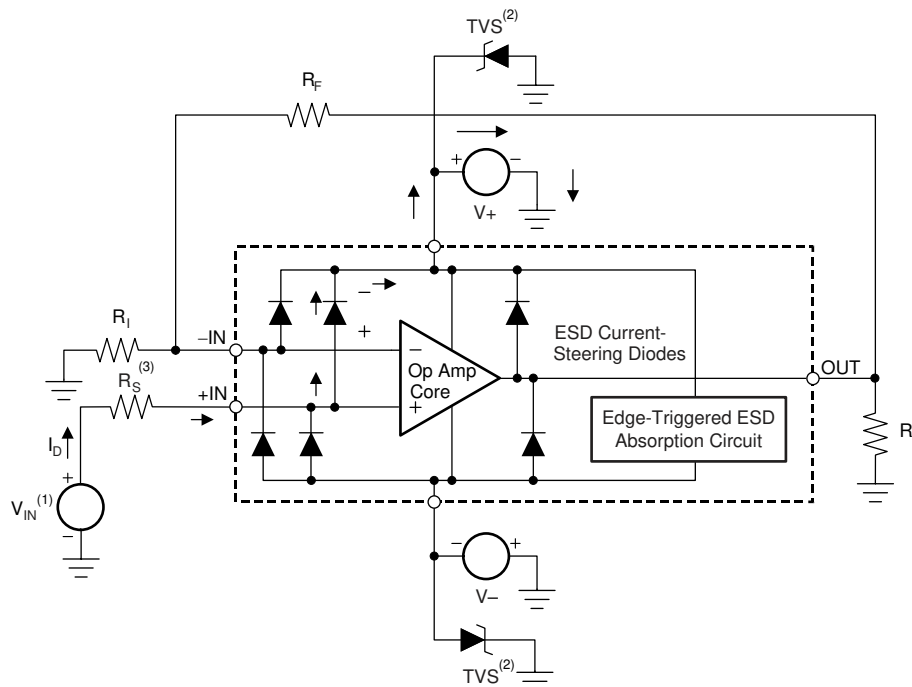 TVS(2)
RF
+ −
V+
RI
−IN
−
+
−
Op Amp
Core
+
ESD Current-
Steering Diodes
OUT
RS(3)
+IN
Edge-Triggered ESD
Absorption Circuit
R
ID
+
VIN(1)
−
− +
V−
TVS(2)